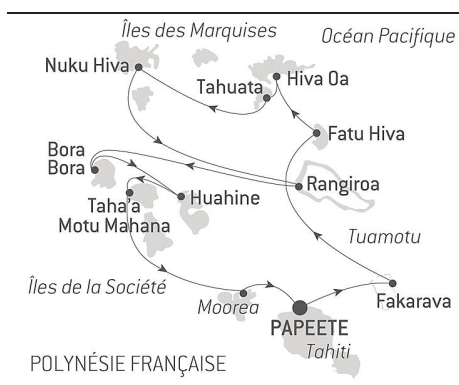 Îles des Marquises
Océan Pacifique
Nuku Hiva
Hiva Oa
Tahuata
Fatu Hiva
Bora
Bora
Rangiroa
Taha'a
Motu Mahana
Huahine
Tuamotu
Îles de la Société
Moorea
Fakarava
PAPEETE
Tahiti
POLYNÉSIE FRANÇAISE